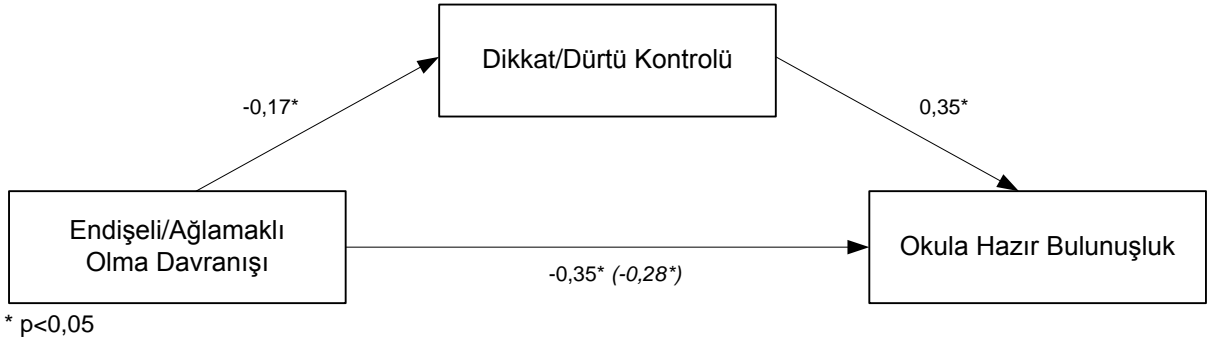 Dikkat/Dürtü Kontrolü
-0,17*
0,35*
Endişeli/Ağlamaklı
Olma Davranışı
Okula Hazır Bulunuşluk
-0,35* (-0,28*)
* p<0,05